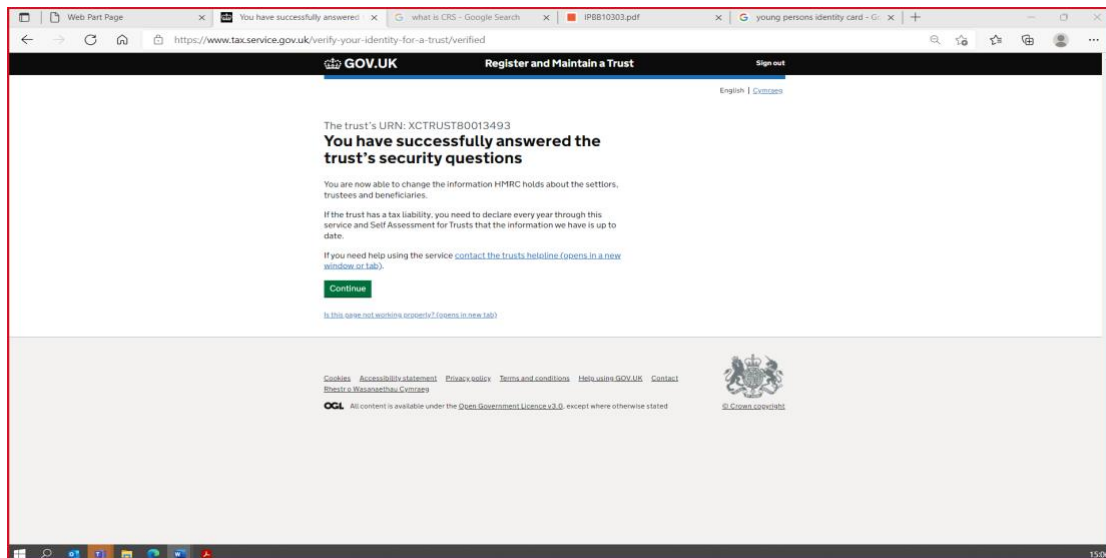 Web Part Page
You have successfully answered
what is CRS - Google Search
IPBB10303.pdf
young persons identity card - G
https://www.tax.service.gov.uk/verify-your-identity-for-a-trust/verified
GOV.UK Register and Maintain a Trust Sign out
English | Cymraeg
The trust's URN: XCTRUST80013493
You have successfully answered the
trust's security questions
You are now able to change the information HMRC holds about the settlors,
trustees and beneficiaries.
If the trust has a tax liability, you need to declare every year through this
service and Self Assessment for Trusts that the information we have is up to
date.
If you need help using the service contact the trusts helpline (opens in a new
window or tab).
Continue
Is this page not working properly? (opens in new tab)
Cookies Accessibility statement Privacy policy Terms and conditions Help using GOV.UK Contact
Rhestr o Wasanaethau Cymraeg
OGL All content is available under the Open Government Licence v3.0, except where otherwise stated
© Crown copyright